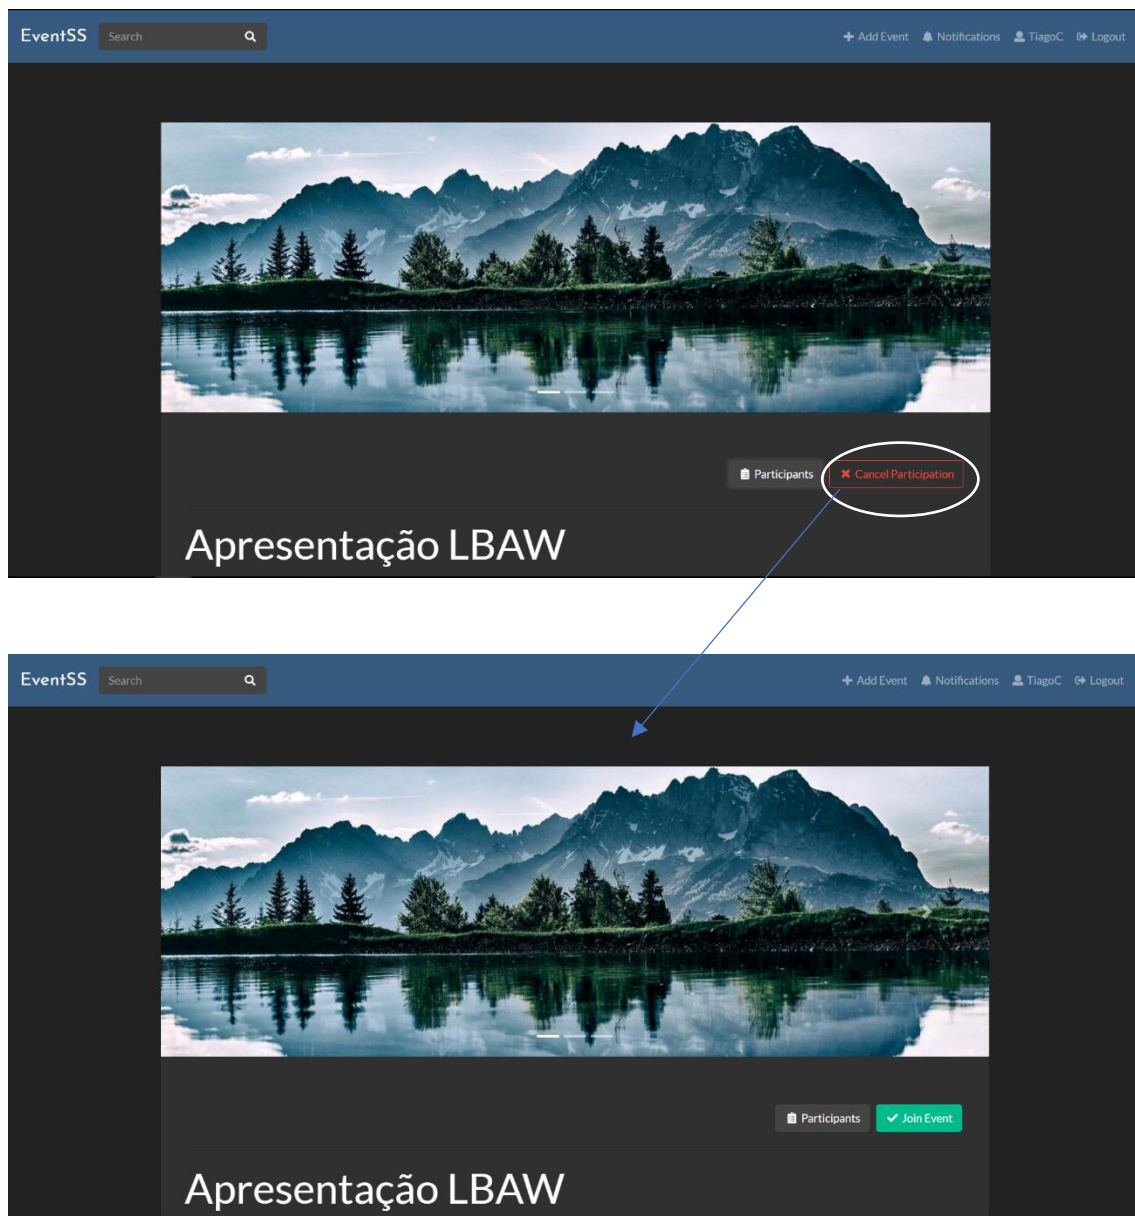 EventSS Search Add Event Notifications TiagoC Logout
Participants Cancel Participation
Apresentação LBAW
EventSS Search Add Event Notifications TiagoC Logout
Participants Join Event
Apresentação LBAW